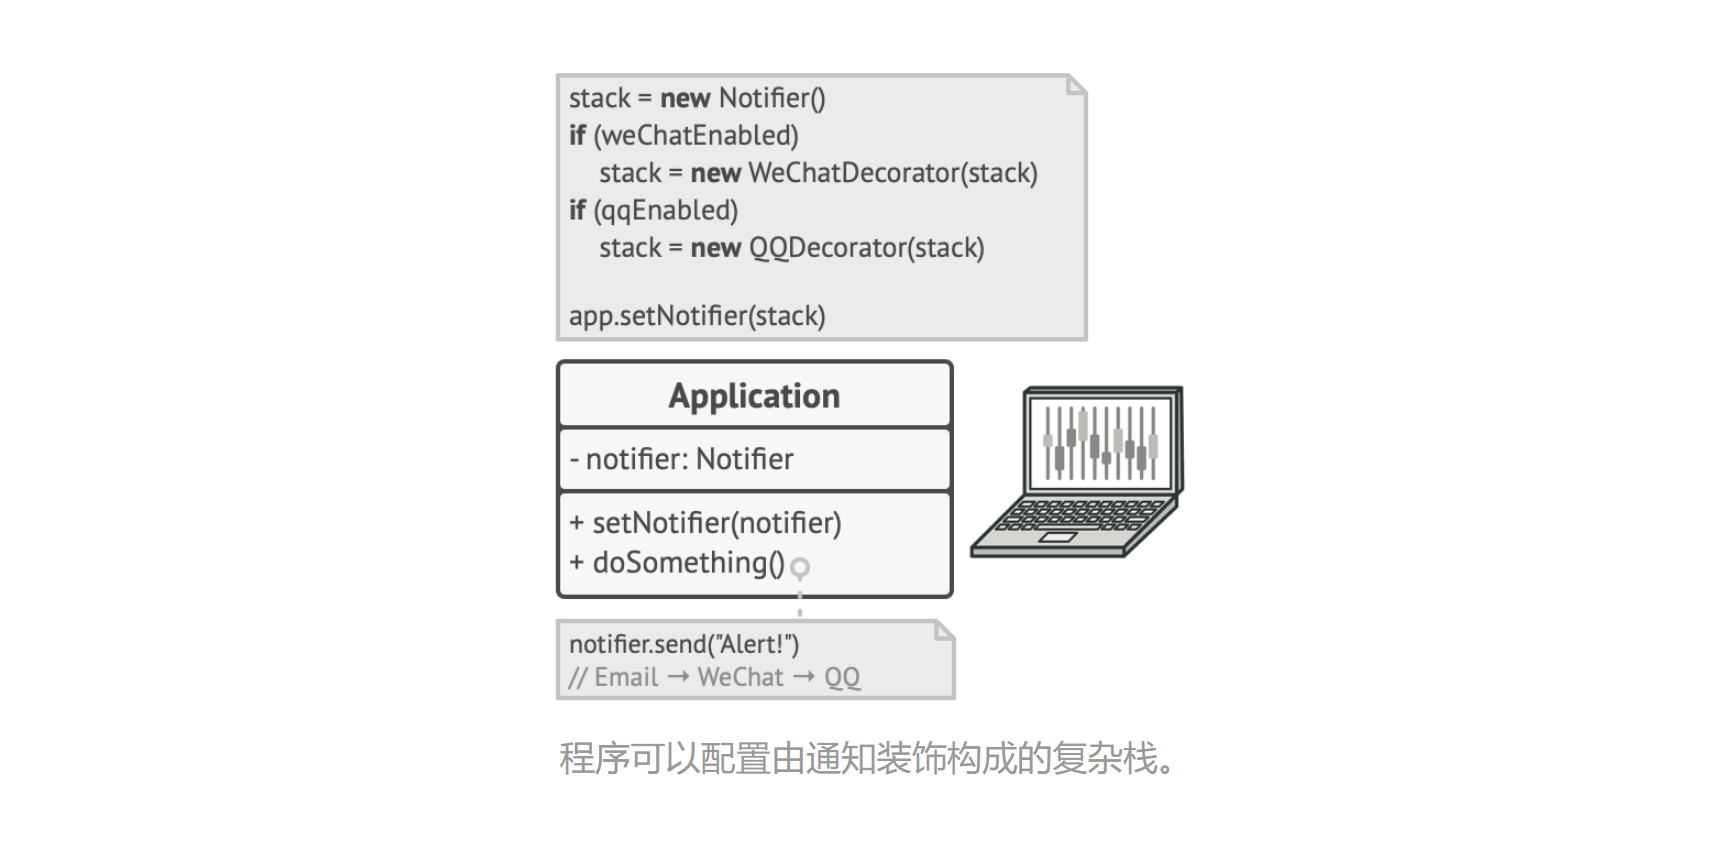 stack = new Notifier()
if (weChatEnabled)
stack = new WeChatDecorator(stack)
if (qqEnabled)
stack = new QQDecorator(stack)
app.setNotifier(stack)
Application
- notifier: Notifier
+ setNotifier(notifier)
+ doSomething()
notifier.send("Alert!")
// Email → WeChat → QQ
程序可以配置由通知装饰构成的复杂栈。